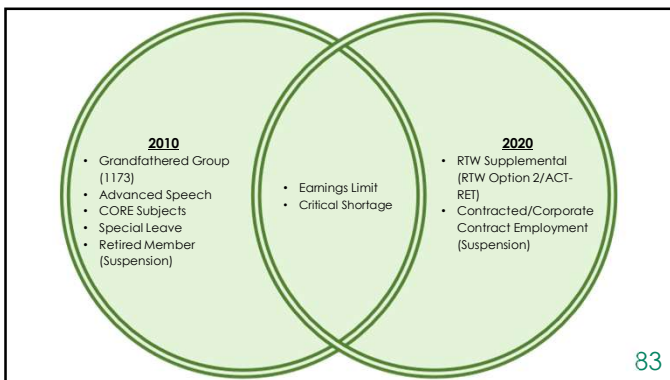 2010
• Grandfathered Group
(1173)
• Advanced Speech
• CORE Subjects
• Special Leave
• Retired Member
(Suspension)
• Earnings Limit
• Critical Shortage
2020
• RTW Supplemental
(RTW Option 2/ACT-
RET)
• Contracted/Corporate
Contract Employment
(Suspension)
83